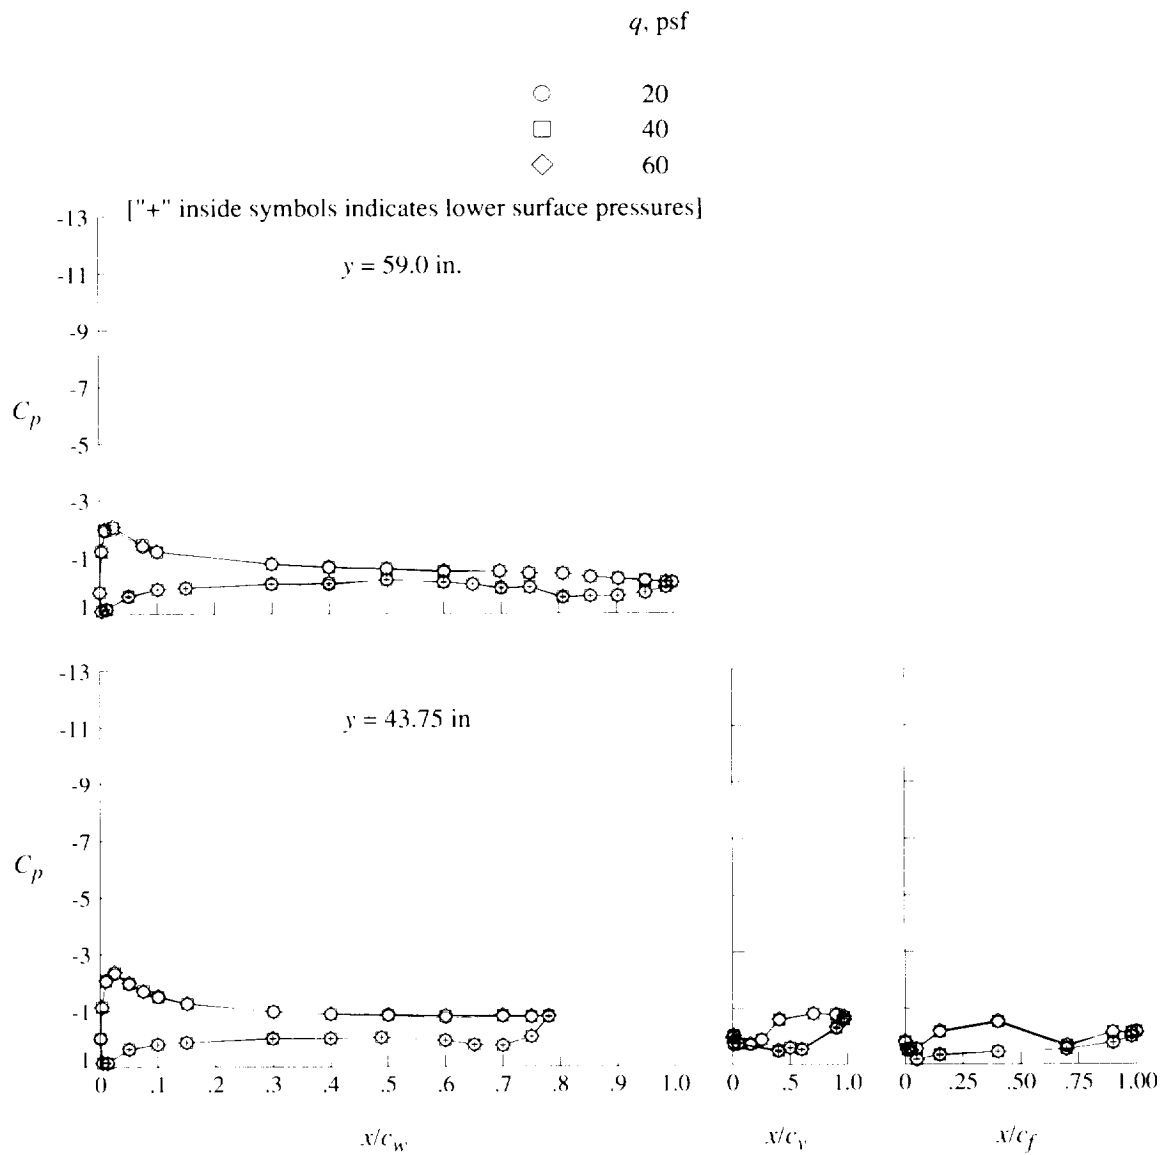 q, psf
20
40
60
["+" inside symbols indicates lower surface pressures]
y = 59.0 in.
-13
-11
-9
-7
-5
-3
-1
1
C_p
y = 43.75 in
-13
-11
-9
-7
-5
-3
-1
1
C_p
0 .1 .2 .3 .4 .5 .6 .7 .8 .9 1.0
x/c_w
0 .5 1.0
x/c_v
0 .25 .50 .75 1.00
x/c_f